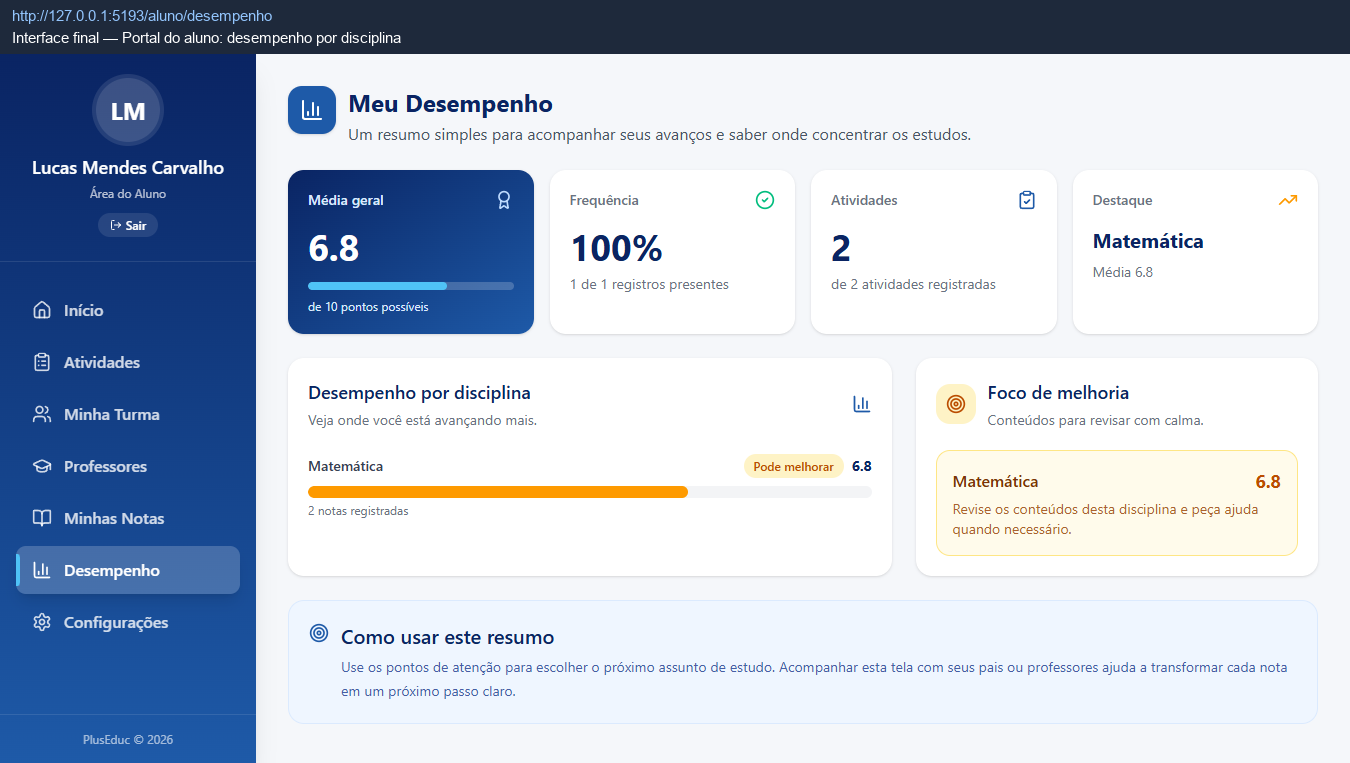 http://127.0.0.1:5193/aluno/desempenho
Interface final — Portal do aluno: desempenho por disciplina
LM
Lucas Mendes Carvalho
Área do Aluno
Sair
Início
Atividades
Minha Turma
Professores
Minhas Notas
Desempenho
Configurações
PlusEduc © 2026
Meu Desempenho
Um resumo simples para acompanhar seus avanços e saber onde concentrar os estudos.
Média geral
6.8
de 10 pontos possíveis
Frequência
100%
1 de 1 registros presentes
Atividades
2
de 2 atividades registradas
Destaque
Matemática
Média 6.8
Desempenho por disciplina
Veja onde você está avançando mais.
Matemática
Pode melhorar 6.8
2 notas registradas
Foco de melhoria
Conteúdos para revisar com calma.
Matemática 6.8
Revise os conteúdos desta disciplina e peça ajuda
quando necessário.
Como usar este resumo
Use os pontos de atenção para escolher o próximo assunto de estudo. Acompanhar esta tela com seus pais ou professores ajuda a transformar cada nota
em um próximo passo claro.